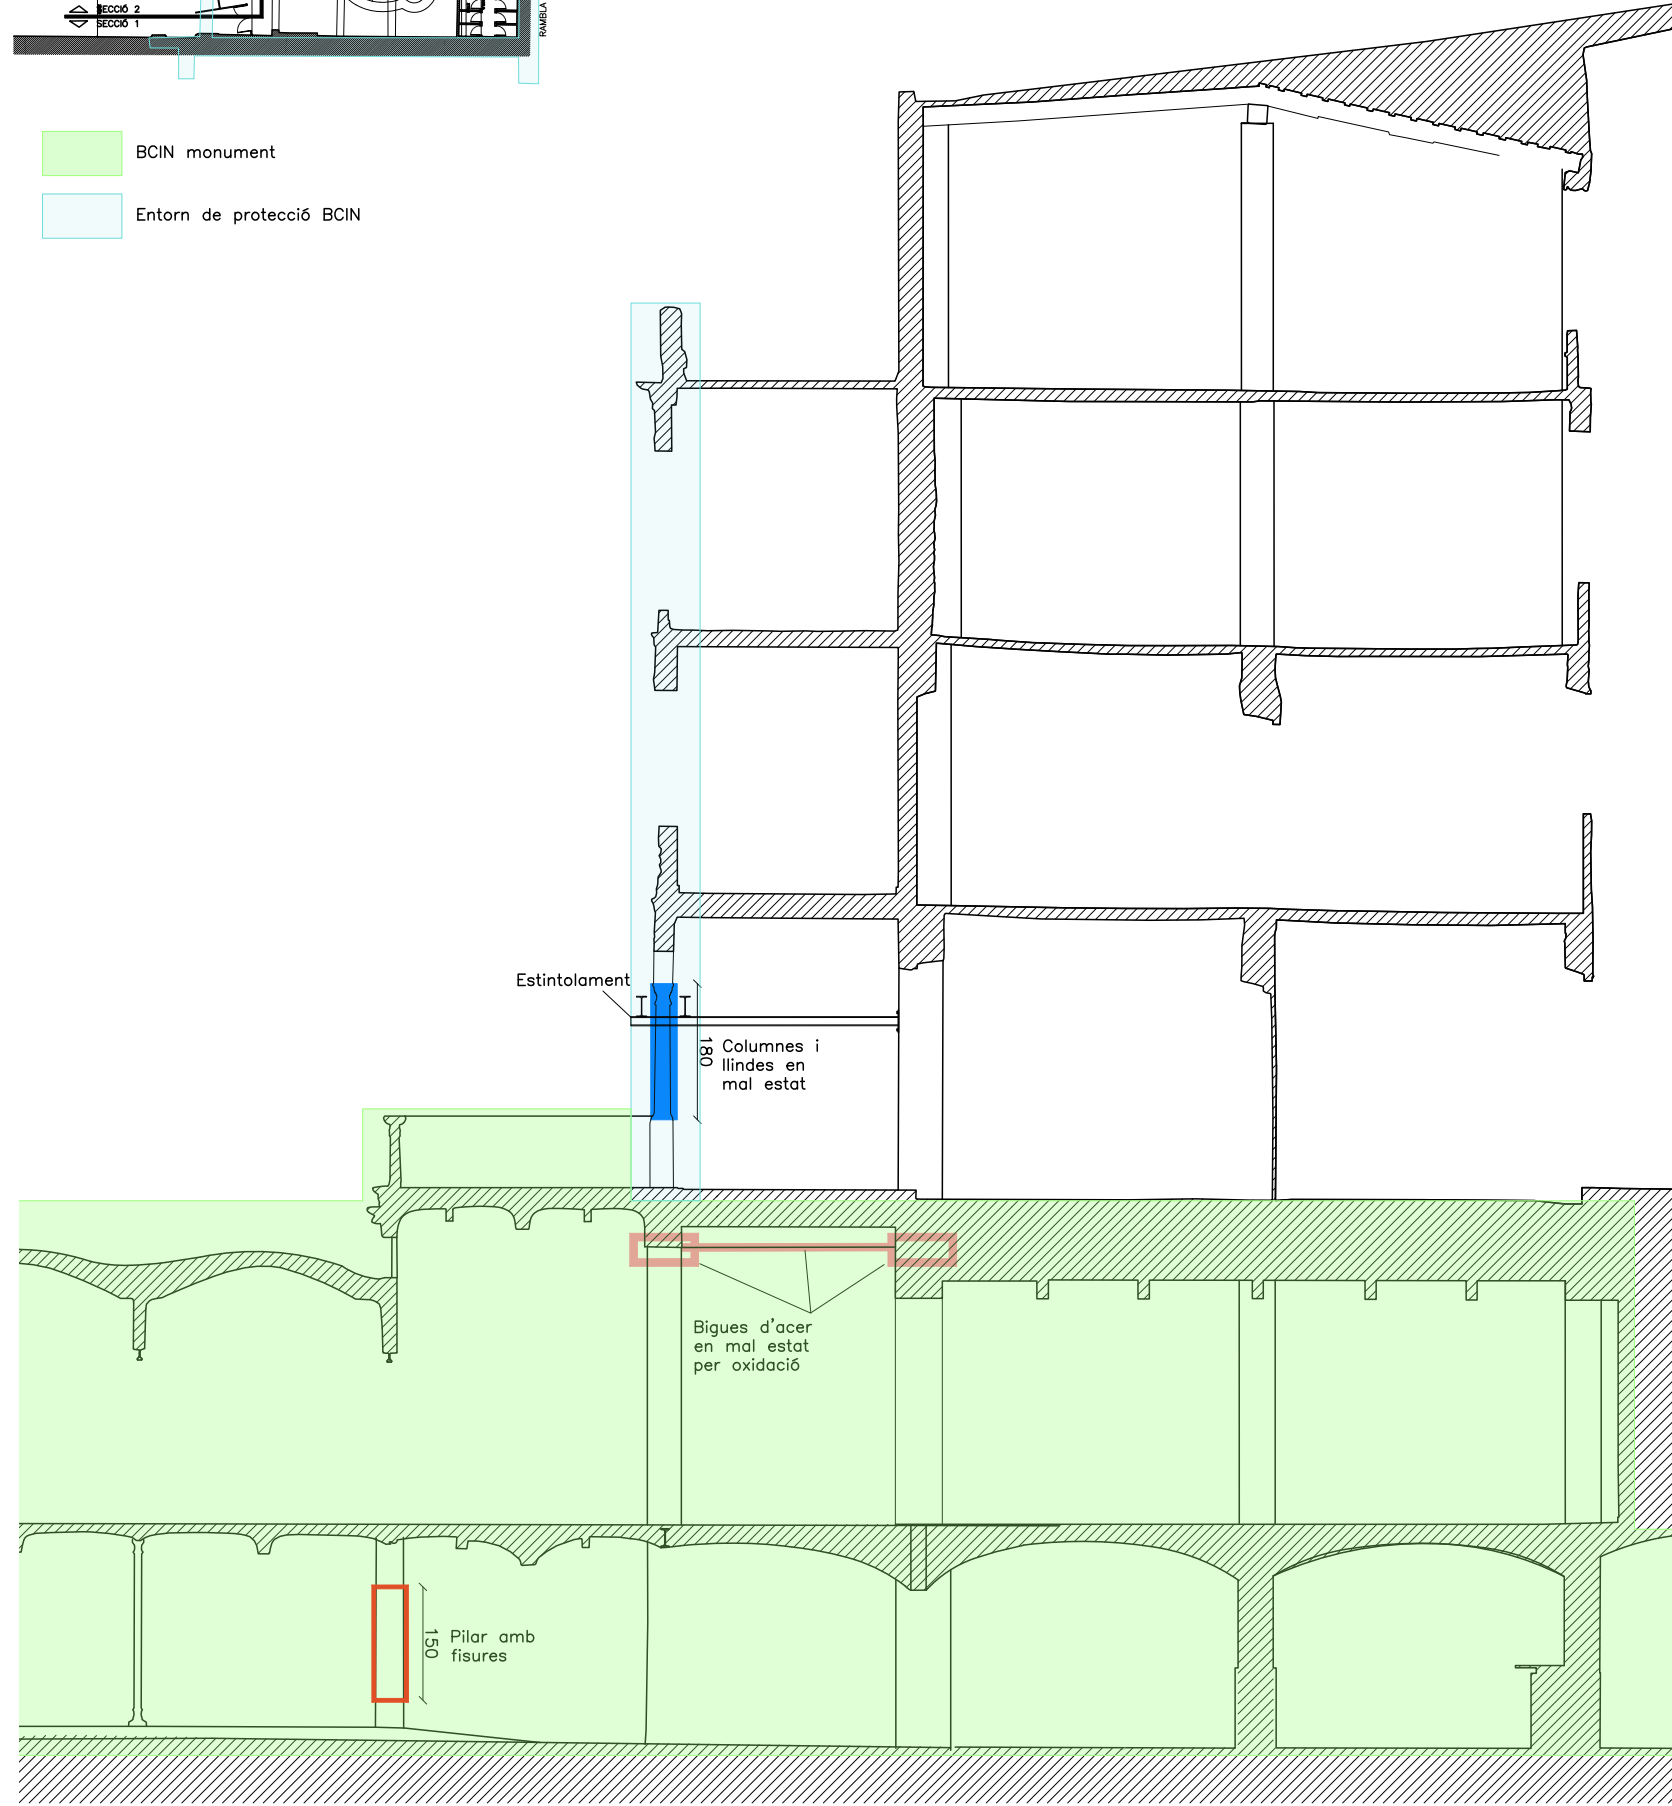 SECCIÓ 2
SECCIÓ 1
RAMBLA
BCIN monument
Entorn de protecció BCIN
Estintolament
180
Columnes i
llindes en
mal estat
Bigues d'acer
en mal estat
per oxidació
150
Pilar amb
fisures